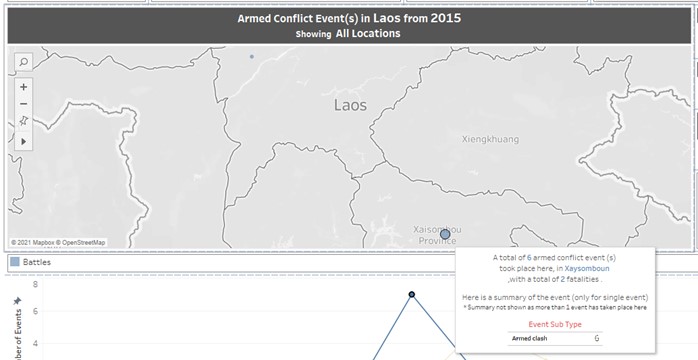 Armed Conflict Event(s) in Laos from 2015
Showing All Locations
Laos
Xiengkhuang
Xaisombou
Province
© 2021 Mapbox © OpenStreetMap
Battles
A total of 6 armed conflict event (s)
took place here, in Xaysomboun
,with a total of 2 fatalities .
Here is a summary of the event (only for single event)
* Summary not shown as more than 1 event has taken place here
Event Sub Type
Armed clash 6
8
6
4
ber of Events